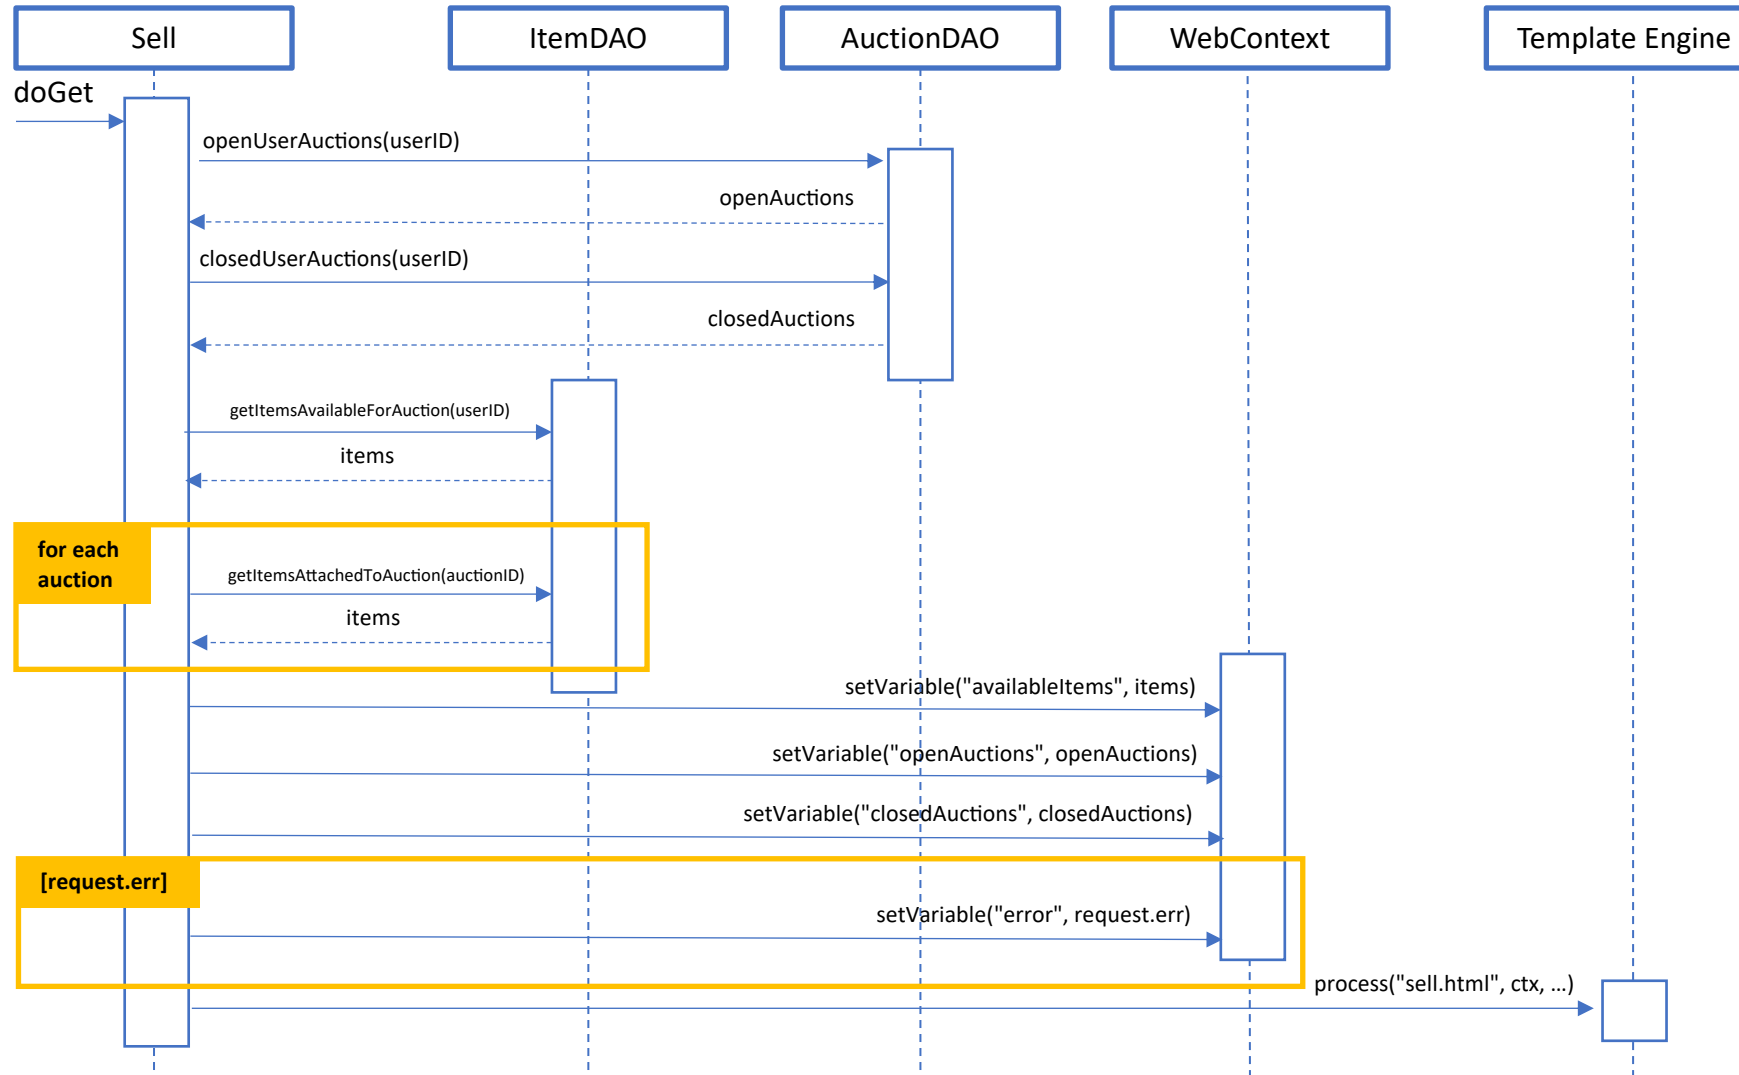 Sell
ItemDAO
AuctionDAO
WebContext
Template Engine
doGet
openUserAuctions(userID)
openAuctions
closedUserAuctions(userID)
closedAuctions
getItemsAvailableForAuction(userID)
items
for each
auction
getItemsAttachedToAuction(auctionID)
items
setVariable("availableItems", items)
setVariable("openAuctions", openAuctions)
setVariable("closedAuctions", closedAuctions)
[request.err]
setVariable("error", request.err)
process("sell.html", ctx, …)